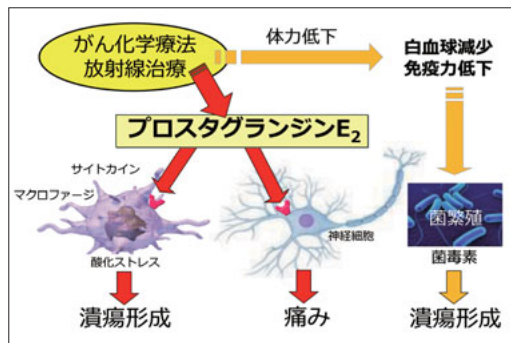 がん化学療法
放射線治療
体力低下
白血球減少
免疫力低下
プロスタグランジンE₂
サイトカイン
マクロファージ
酸化ストレス
神経細胞
菌繁殖
菌毒素
潰瘍形成
痛み
潰瘍形成